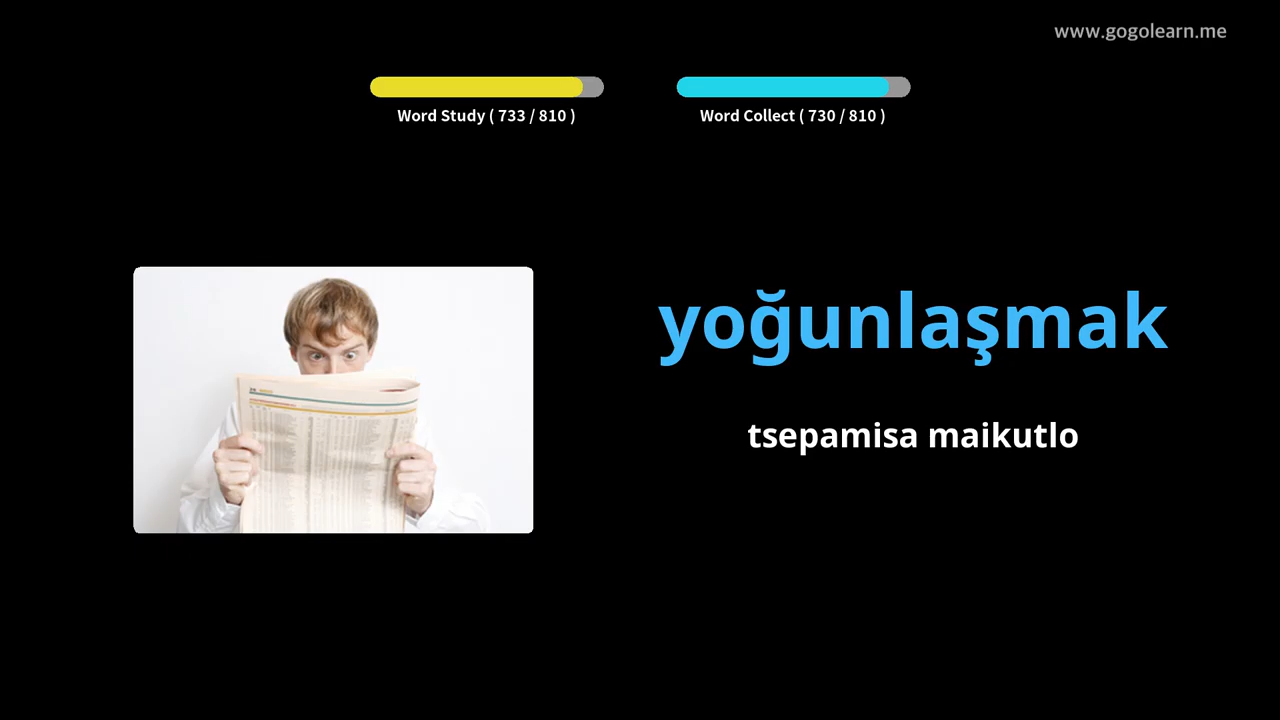 www.gogolearn.me
Word Study ( 733 / 810 )
Word Collect ( 730 / 810 )
yoğunlaşmak
tsepamisa maikutlo